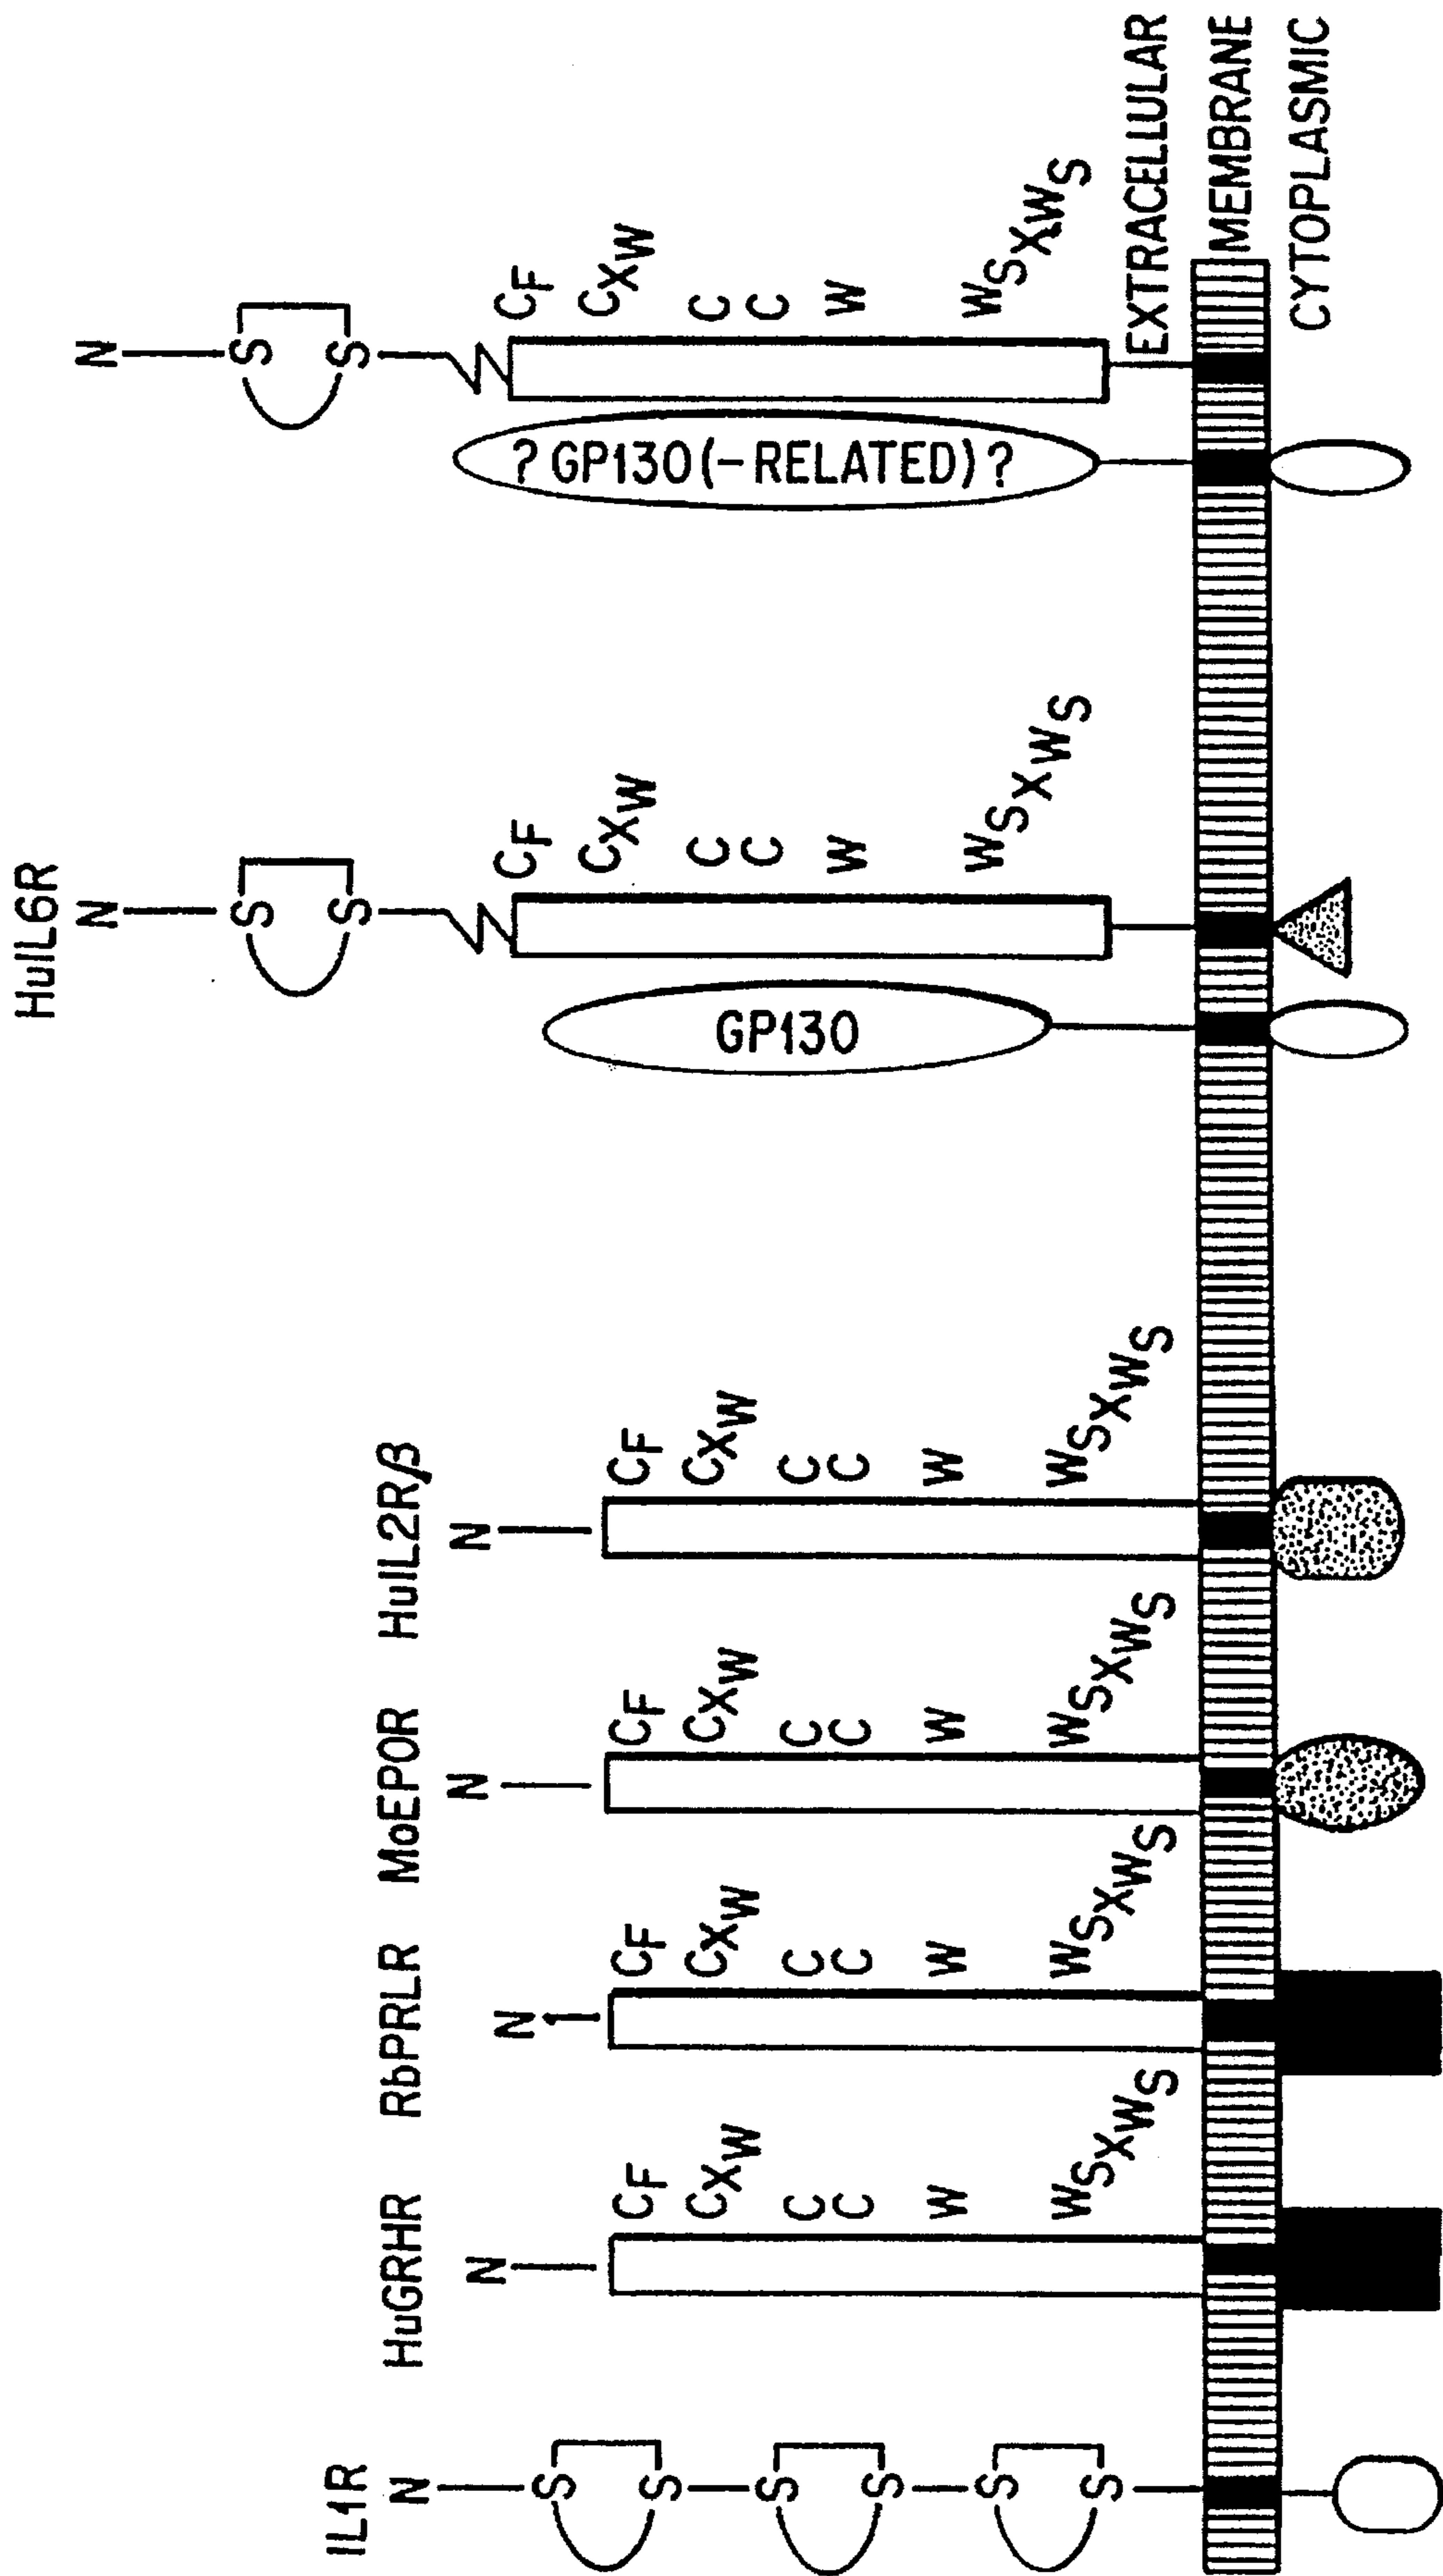 IL1R
N
S
S
S
S
S
S
HuGRHR
N
CF
CXW
C
C
W
WSXWS
RbPRLR
N
CF
CXW
C
C
W
WSXWS
MoEPOR
N
CF
CXW
C
C
W
WSXWS
HuIL2Rβ
N
CF
CXW
C
C
W
WSXWS
HuIL6R
N
S
S
GP130
CF
CXW
C
C
W
WSXWS
N
S
S
? GP130 (- RELATED) ?
CF
CXW
C
C
W
WSXWS
EXTRACELLULAR
MEMBRANE
CYTOPLASMIC